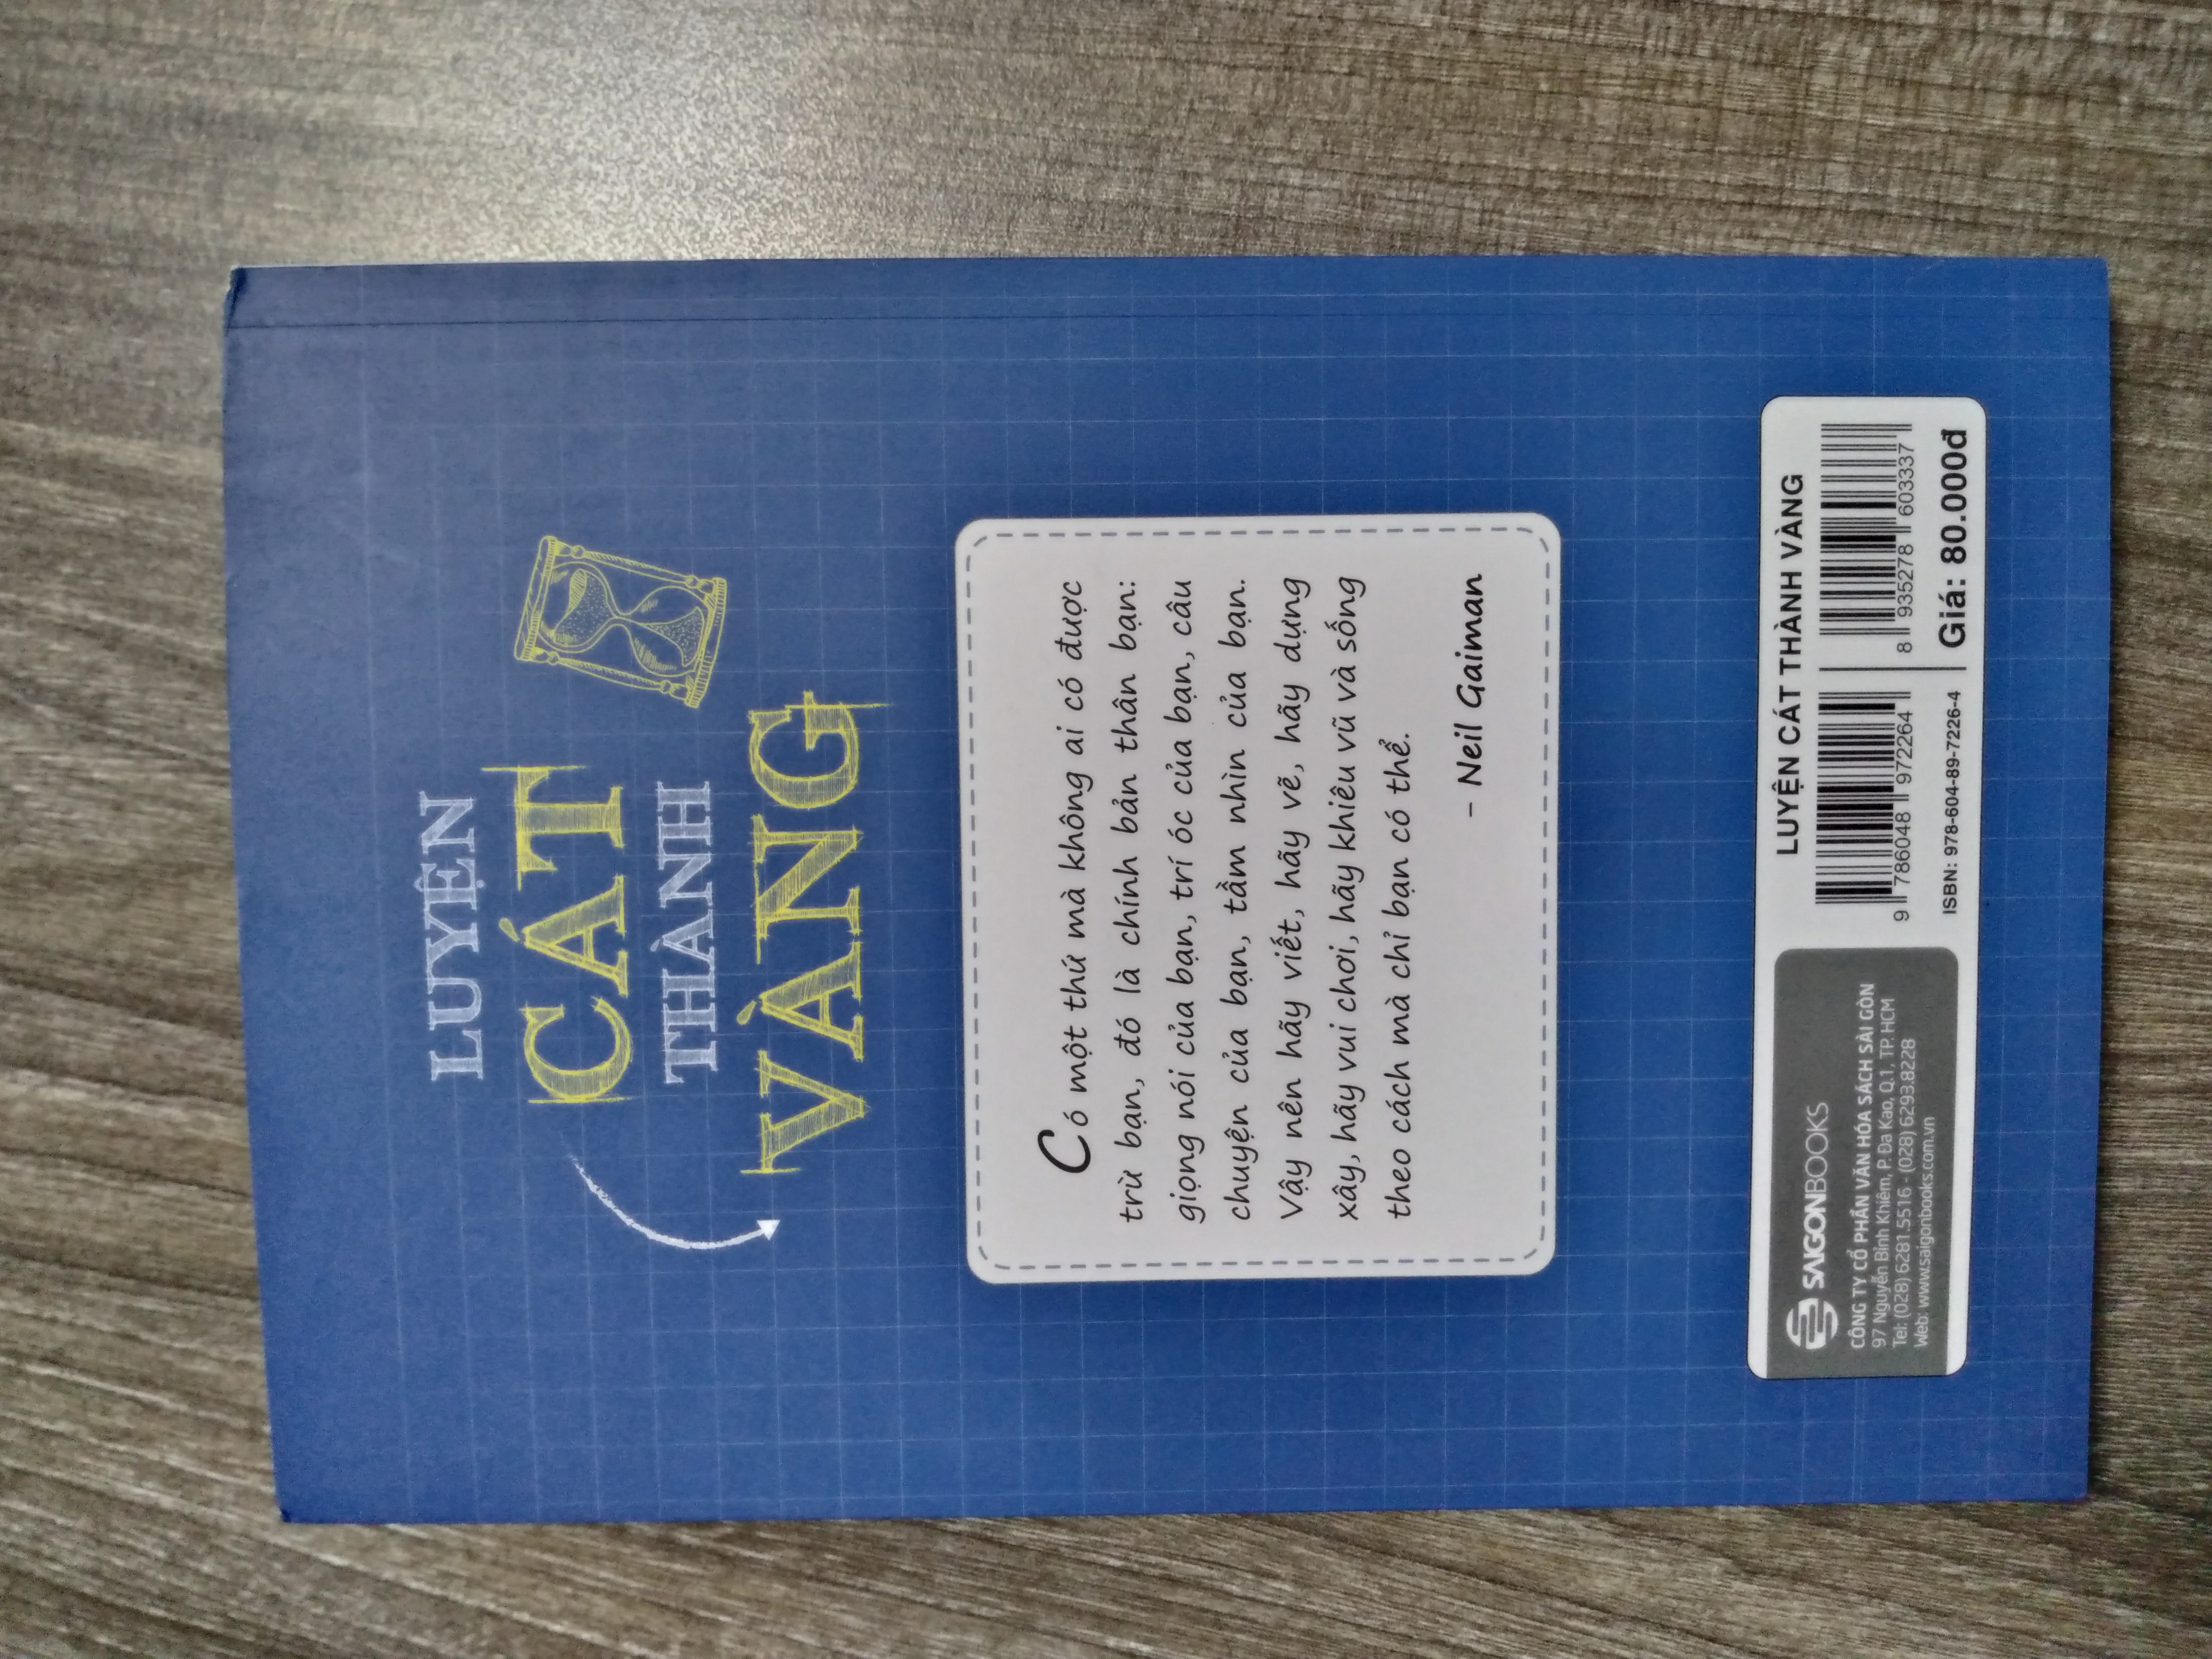 LUYỆN
CÁT
THÀNH
VÀNG
Có một thứ mà không ai có được
trừ bạn, đó là chính bản thân bạn:
giọng nói của bạn, trí óc của bạn, câu
chuyện của bạn, tầm nhìn của bạn.
Vậy nên hãy viết, hãy vẽ, hãy dựng
xây, hãy vui chơi, hãy khiêu vũ và sống
theo cách mà chỉ bạn có thể.
– Neil Gaiman
SAIGONBOOKS
CÔNG TY CỔ PHẦN VĂN HÓA SÁCH SÀI GÒN
97 Nguyễn Bỉnh Khiêm, P. Đa Kao, Q.1, TP. HCM
Tel: (028) 6281.5516 - (028) 6293.8228
Web: www.saigonbooks.com.vn
LUYỆN CÁT THÀNH VÀNG
9 786048 972264
ISBN: 978-604-89-7226-4
8 935278 603337
Giá: 80.000đ